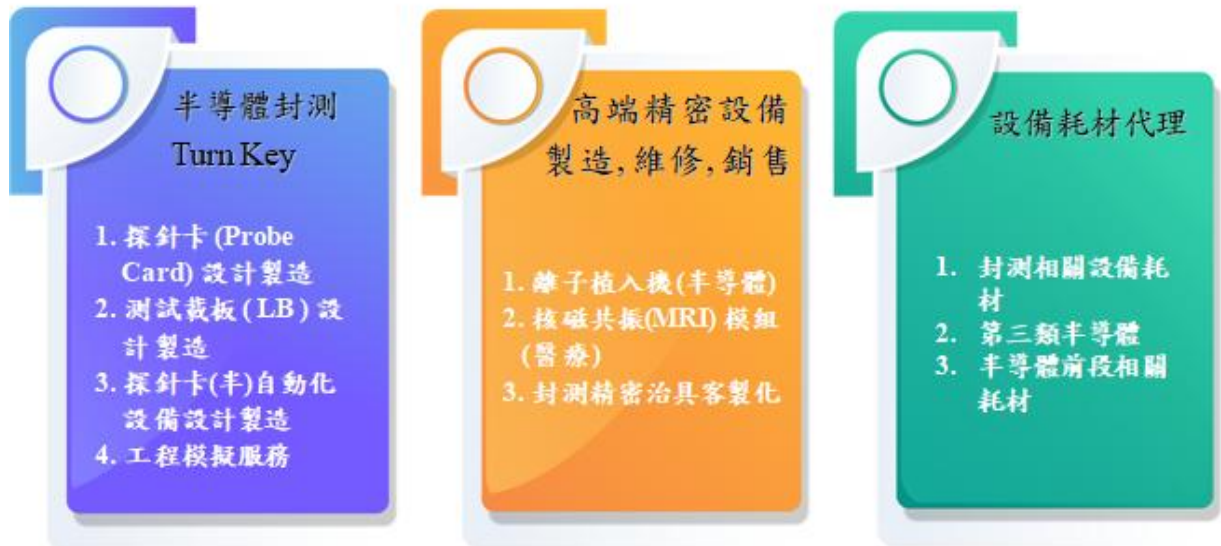 半導體封測
Turn Key
1. 探針卡 (Probe
Card) 設計製造
2. 測試載板 (LB) 設
計製造
3. 探針卡(半)自動化
設備設計製造
4. 工程模擬服務
高端精密設備
製造,維修,銷售
1. 離子植入機(半導體)
2. 核磁共振(MRI) 模組
(醫療)
3. 封測精密治具客製化
設備耗材代理
1. 封测相關設備耗
材
2. 第三類半導體
3. 半導體前段相關
耗材